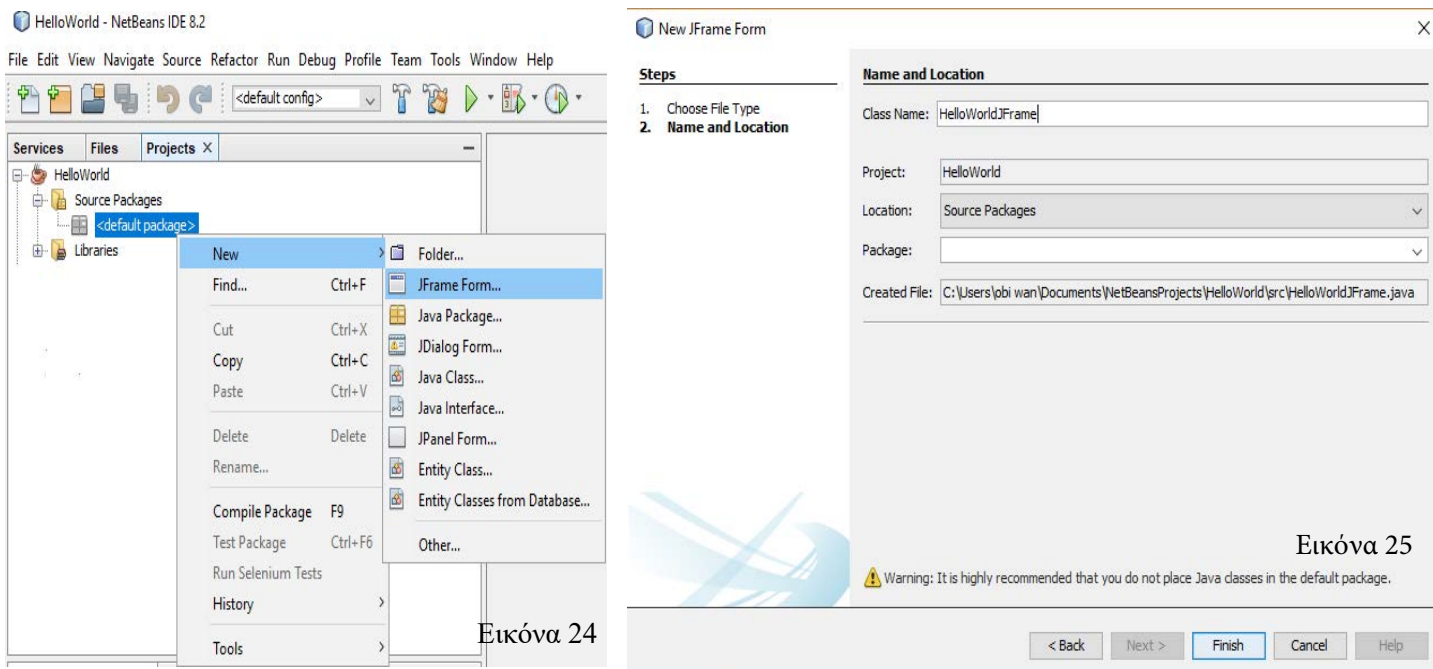 HelloWorld - NetBeans IDE 8.2
File Edit View Navigate Source Refactor Run Debug Profile Team Tools Window Help
<default config>
Services Files Projects X
HelloWorld
Source Packages
<default package>
Libraries
New >
Find... Ctrl+F
Cut Ctrl+X
Copy Ctrl+C
Paste Ctrl+V
Delete Delete
Rename...
Compile Package F9
Test Package Ctrl+F6
Run Selenium Tests
History >
Tools >
Folder...
JFrame Form...
Java Package...
JDialog Form...
Java Class...
Java Interface...
JPanel Form...
Entity Class...
Entity Classes from Database...
Other...
Εικόνα 24
New JFrame Form
Steps
1. Choose File Type
2. Name and Location
Name and Location
Class Name: HelloWorldJFrame
Project: HelloWorld
Location: Source Packages
Package:
Created File: C:\Users\obi wan\Documents\NetBeansProjects\HelloWorld\src\HelloWorldJFrame.java
Εικόνα 25
Warning: It is highly recommended that you do not place Java classes in the default package.
< Back Next > Finish Cancel Help